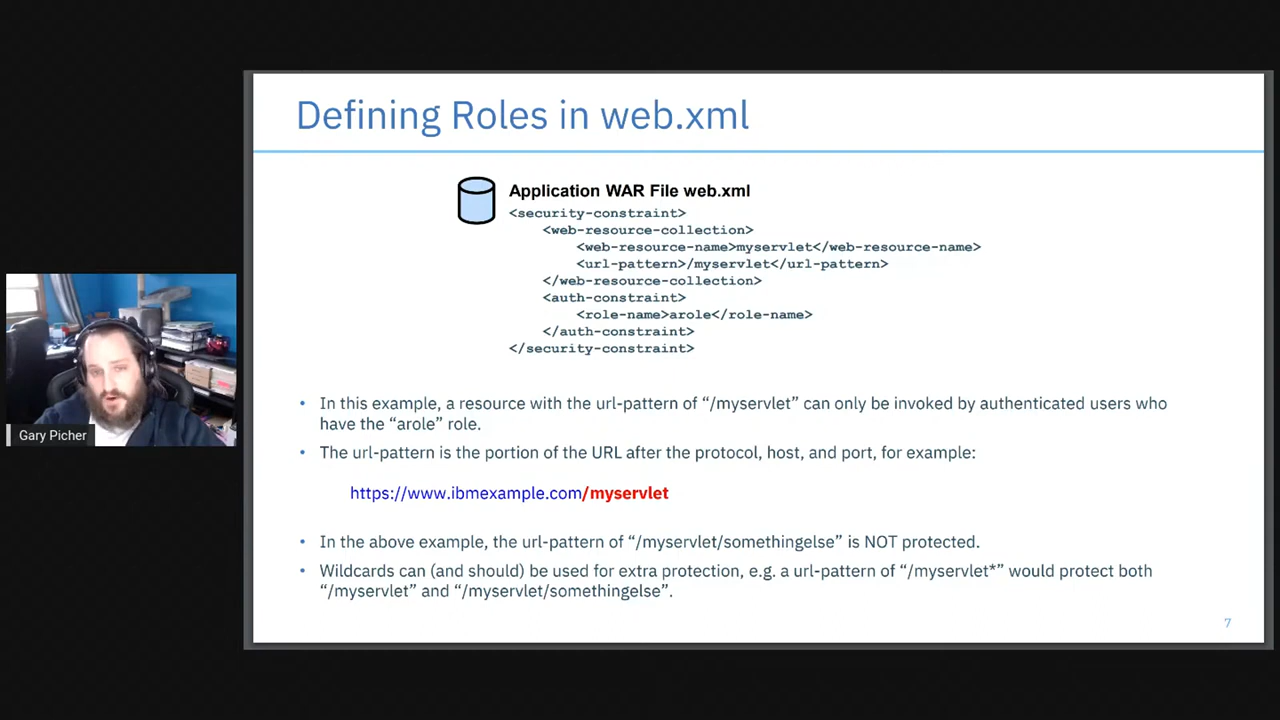 Defining Roles in web.xml
Application WAR File web.xml
<security-constraint>
<web-resource-collection>
<web-resource-name>myservlet</web-resource-name>
<url-pattern>/myservlet</url-pattern>
</web-resource-collection>
<auth-constraint>
<role-name>arole</role-name>
</auth-constraint>
</security-constraint>
• In this example, a resource with the url-pattern of “/myservlet” can only be invoked by authenticated users who
have the “arole” role.
• The url-pattern is the portion of the URL after the protocol, host, and port, for example:
https://www.ibmexample.com/myservlet
• In the above example, the url-pattern of “/myservlet/somethingelse” is NOT protected.
• Wildcards can (and should) be used for extra protection, e.g. a url-pattern of “/myservlet*” would protect both
“/myservlet” and “/myservlet/somethingelse”.
7
Gary Picher